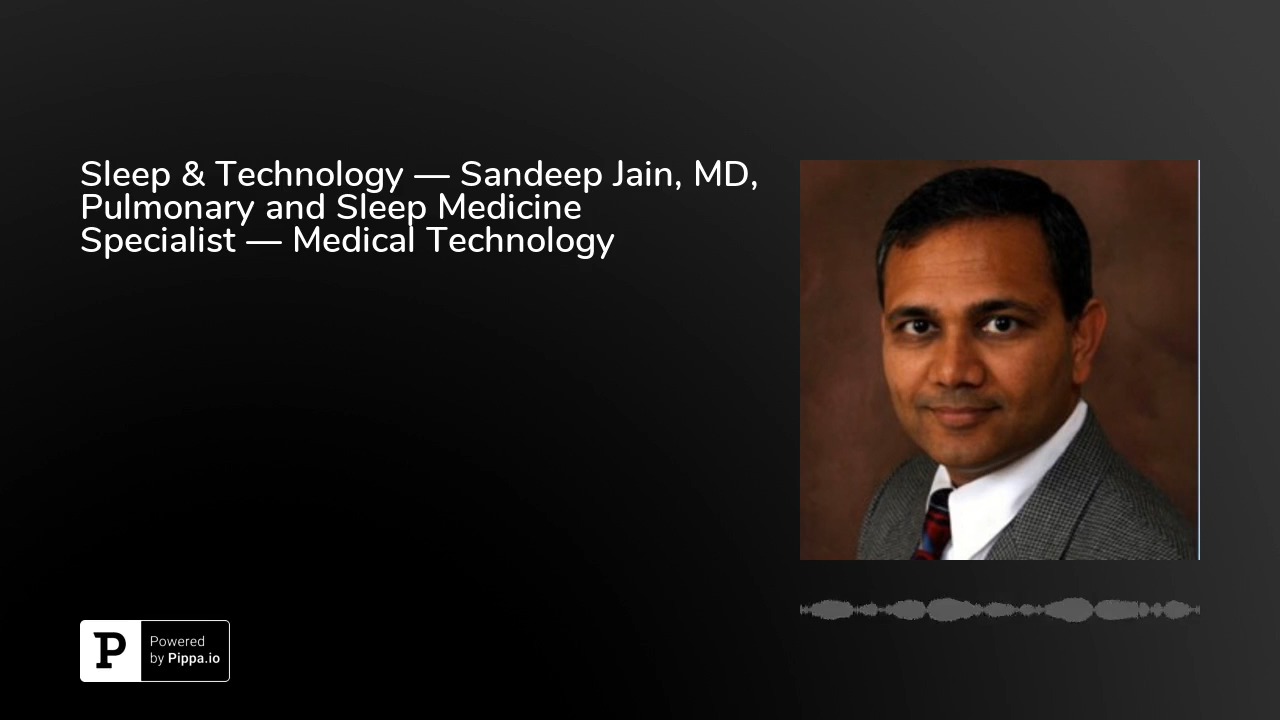 Sleep & Technology — Sandeep Jain, MD,
Pulmonary and Sleep Medicine
Specialist — Medical Technology
P
Powered
by Pippa.io